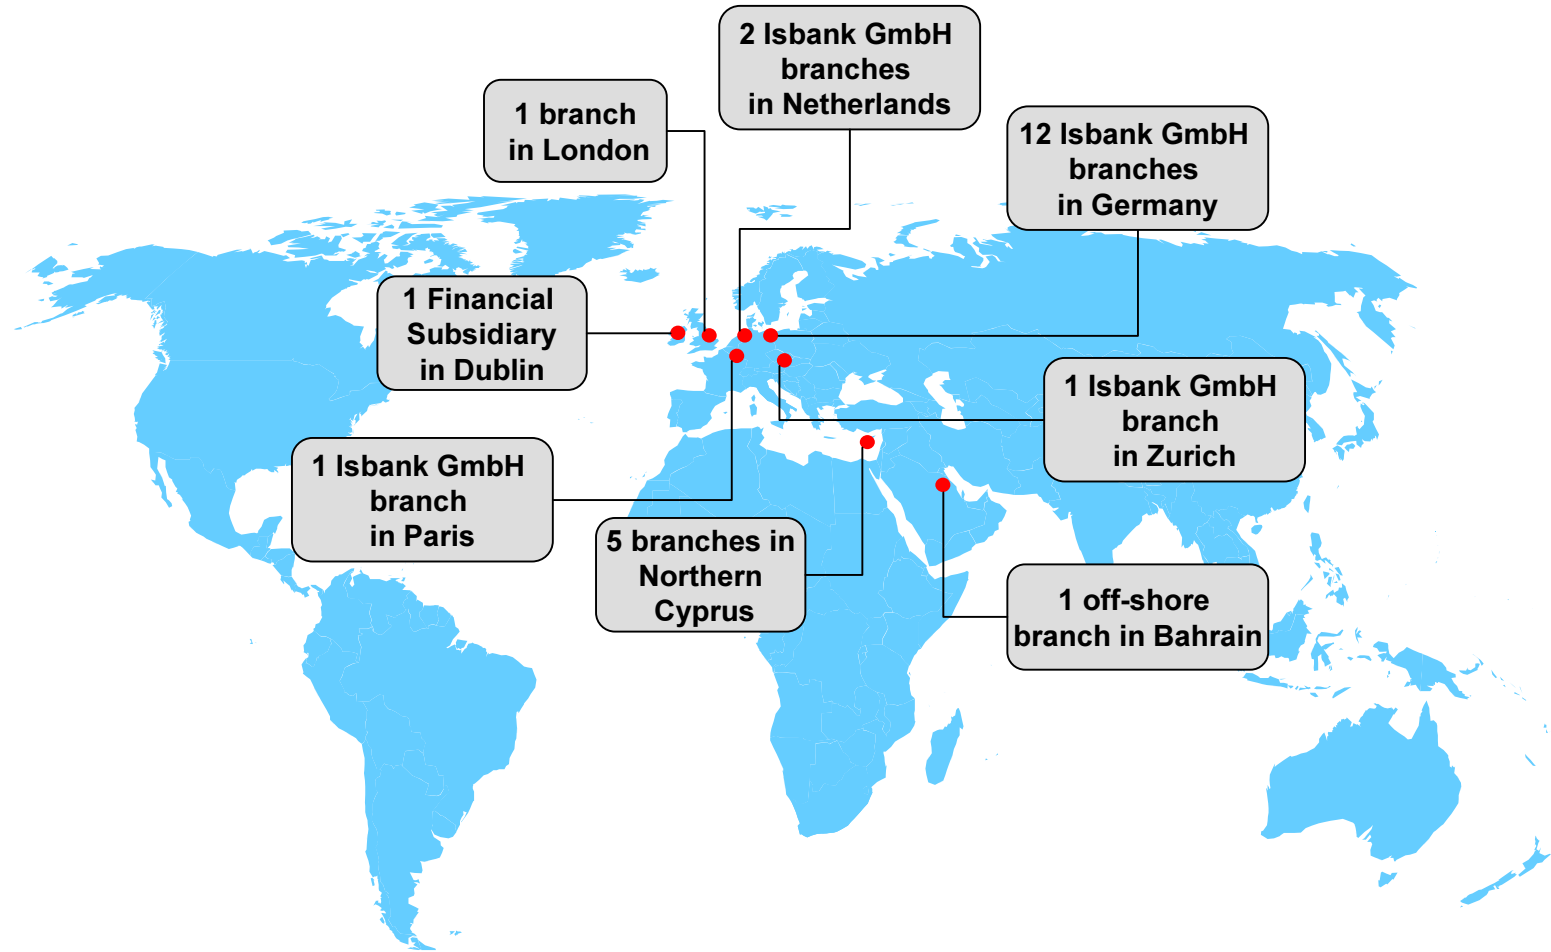 2 Isbank GmbH
branches
in Netherlands
1 branch
in London
12 Isbank GmbH
branches
in Germany
1 Financial
Subsidiary
in Dublin
1 Isbank GmbH
branch
in Zurich
1 Isbank GmbH
branch
in Paris
5 branches in
Northern
Cyprus
1 off-shore
branch in Bahrain